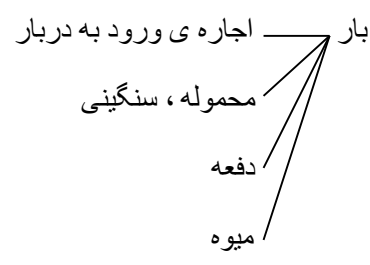 بار اجاره ی ورود به دربار
محموله ، سنگینی
دفعه
میوه